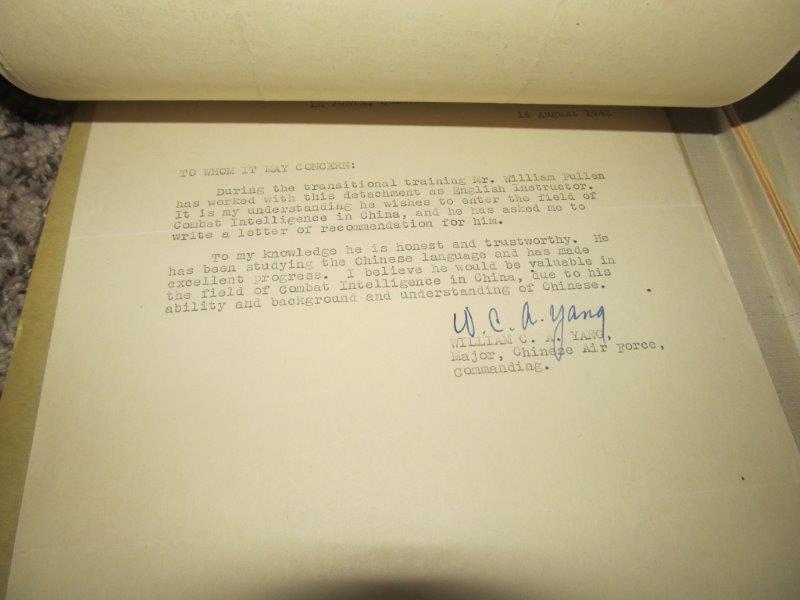 LA JUNTA,
14 August 1942
TO WHOM IT MAY CONCERN:
During the transitional training Mr. William Pullen
has worked with this detachment as English Instructor.
It is my understanding he wishes to enter the field of
Combat Intelligence in China, and he has asked me to
write a letter of recommendation for him.
To my knowledge he is honest and trustworthy. He
has been studying the Chinese language and has made
excellent progress. I believe he would be valuable in
the field of Combat Intelligence in China, due to his
ability and background and understanding of Chinese.
W. C. A. Yang
WILLIAM C. A. YANG,
Major, Chinese Air Force,
Commanding.